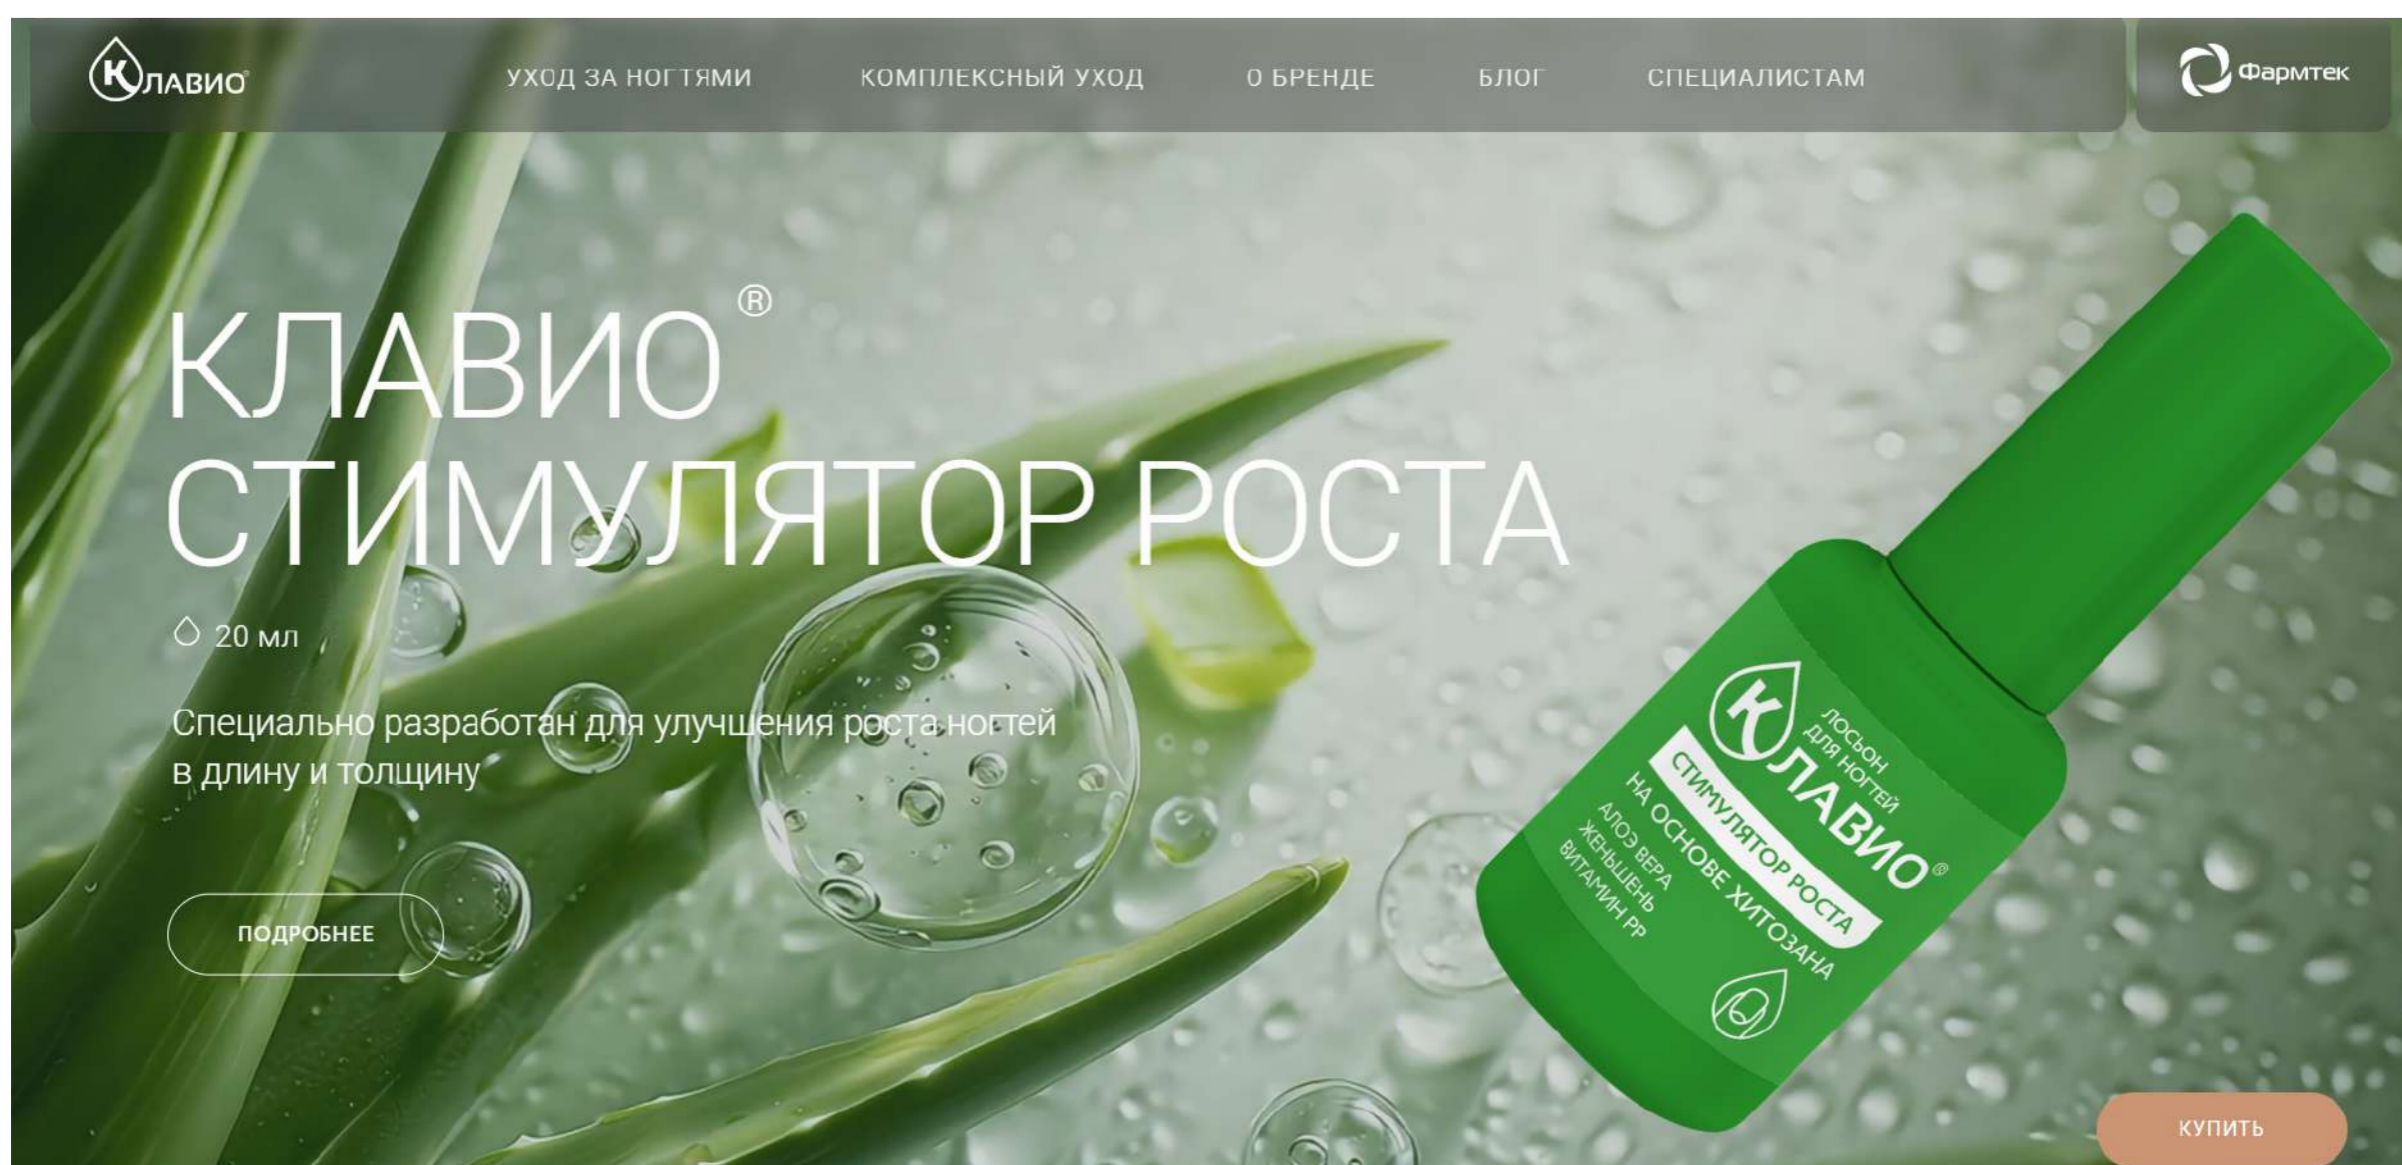 КЛАВИО®
УХОД ЗА НОГТЯМИ
КОМПЛЕКСНЫЙ УХОД
О БРЕНДЕ
БЛОГ
СПЕЦИАЛИСТАМ
Фармтек
КЛАВИО®
СТИМУЛЯТОР РОСТА
20 мл
Специально разработан для улучшения роста ногтей
в длину и толщину
ПОДРОБНЕЕ
ЛОСЬОН
ДЛЯ НОГТЕЙ
КЛАВИО®
СТИМУЛЯТОР РОСТА
НА ОСНОВЕ ХИТОЗАНА
АЛОЭ ВЕРА
ЖЕНЬШЕНЬ
ВИТАМИН PP
КУПИТЬ